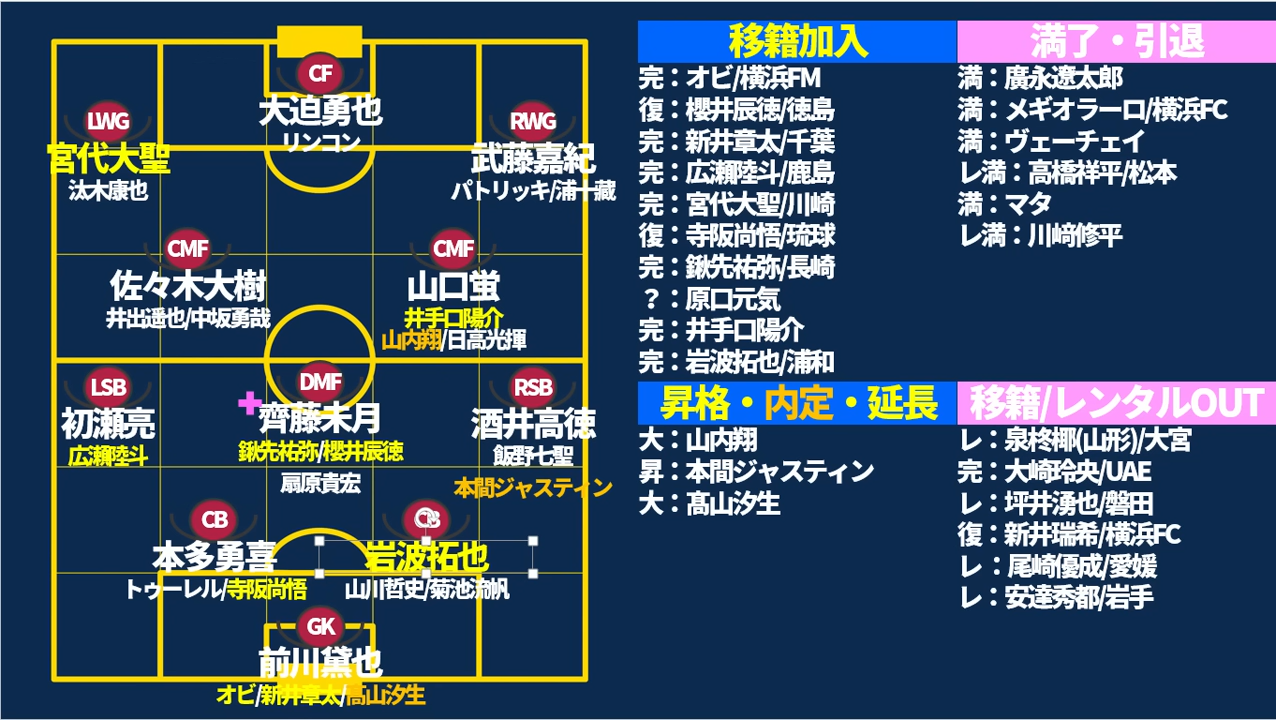 CF
大迫勇也
リンコン
LWG
宮代大聖
汰木康也
RWG
武藤嘉紀
パトリッキ/浦十藏
CMF
佐々木大樹
井出遥也/中坂勇哉
CMF
山口蛍
井手口陽介
山内翔/日高光揮
LSB
初瀬亮
広瀬陸斗
DMF
齊藤未月
鍬先祐弥/櫻井辰徳
扇原貴宏
RSB
酒井高徳
飯野七聖
本間ジャスティン
CB
本多勇喜
トゥーレル/寺阪尚悟
CB
岩波拓也
山川哲史/菊池流帆
GK
前川黛也
オビ/新井章太/高山汐生
移籍加入
完：オビ/横浜FM
復：櫻井辰徳/徳島
完：新井章太/千葉
完：広瀬陸斗/鹿島
完：宮代大聖/川崎
復：寺阪尚悟/琉球
完：鍬先祐弥/長崎
？：原口元気
完：井手口陽介
完：岩波拓也/浦和
満了・引退
満：廣永遼太郎
満：メギオラーロ/横浜FC
満：ヴェーチェイ
レ満：高橋祥平/松本
満：マタ
レ満：川﨑修平
昇格・内定・延長
大：山内翔
昇：本間ジャスティン
大：髙山汐生
移籍/レンタルOUT
レ：泉柊椰(山形)/大宮
完：大崎玲央/UAE
レ：坪井湧也/磐田
復：新井瑞希/横浜FC
レ：尾崎優成/愛媛
レ：安達秀都/岩手